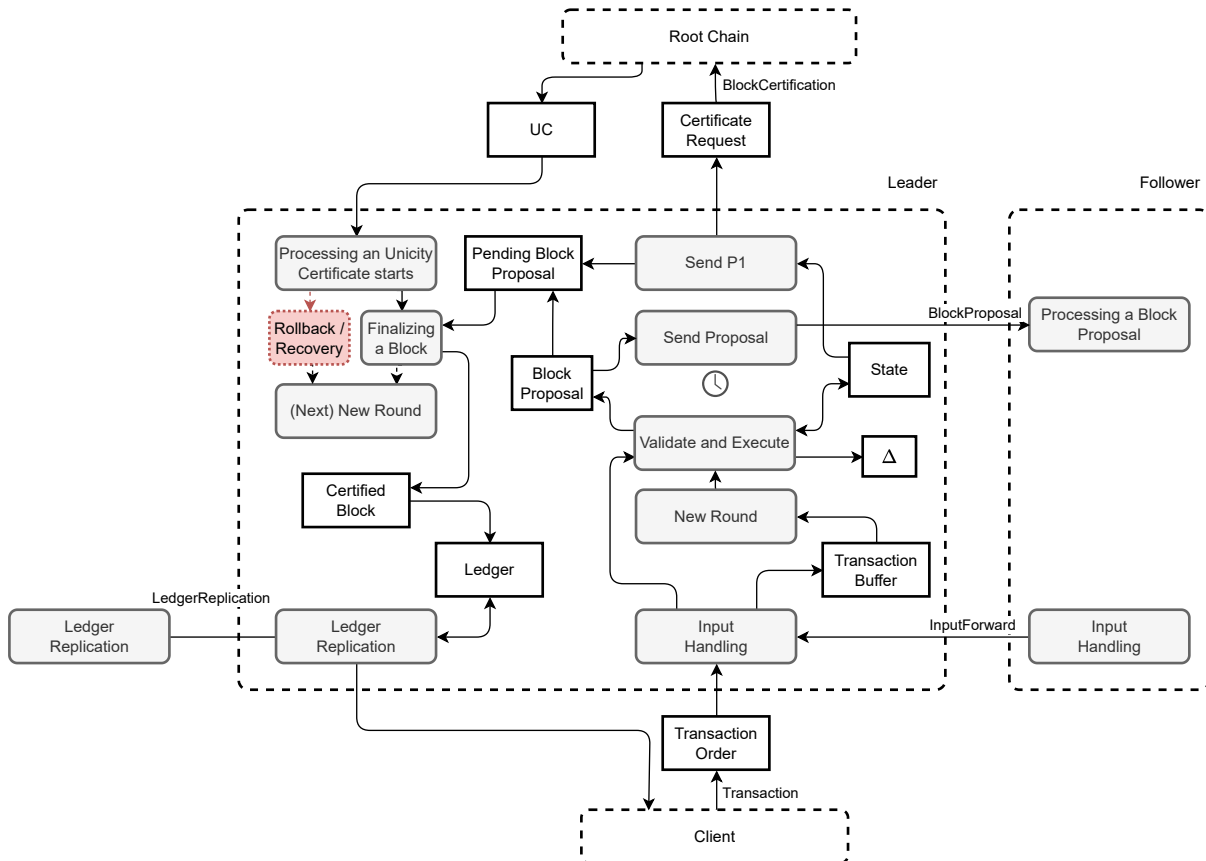 Root Chain
BlockCertification
UC
Certificate
Request
Leader
Follower
Processing an Unicity
Certificate starts
Pending Block
Proposal
Send P1
Rollback /
Recovery
Finalizing
a Block
Send Proposal
BlockProposal
Processing a Block
Proposal
Block
Proposal
State
(Next) New Round
Validate and Execute
Δ
Certified
Block
New Round
Ledger
Transaction
Buffer
LedgerReplication
Ledger
Replication
Ledger
Replication
Input
Handling
InputForward
Input
Handling
Transaction
Order
Transaction
Client